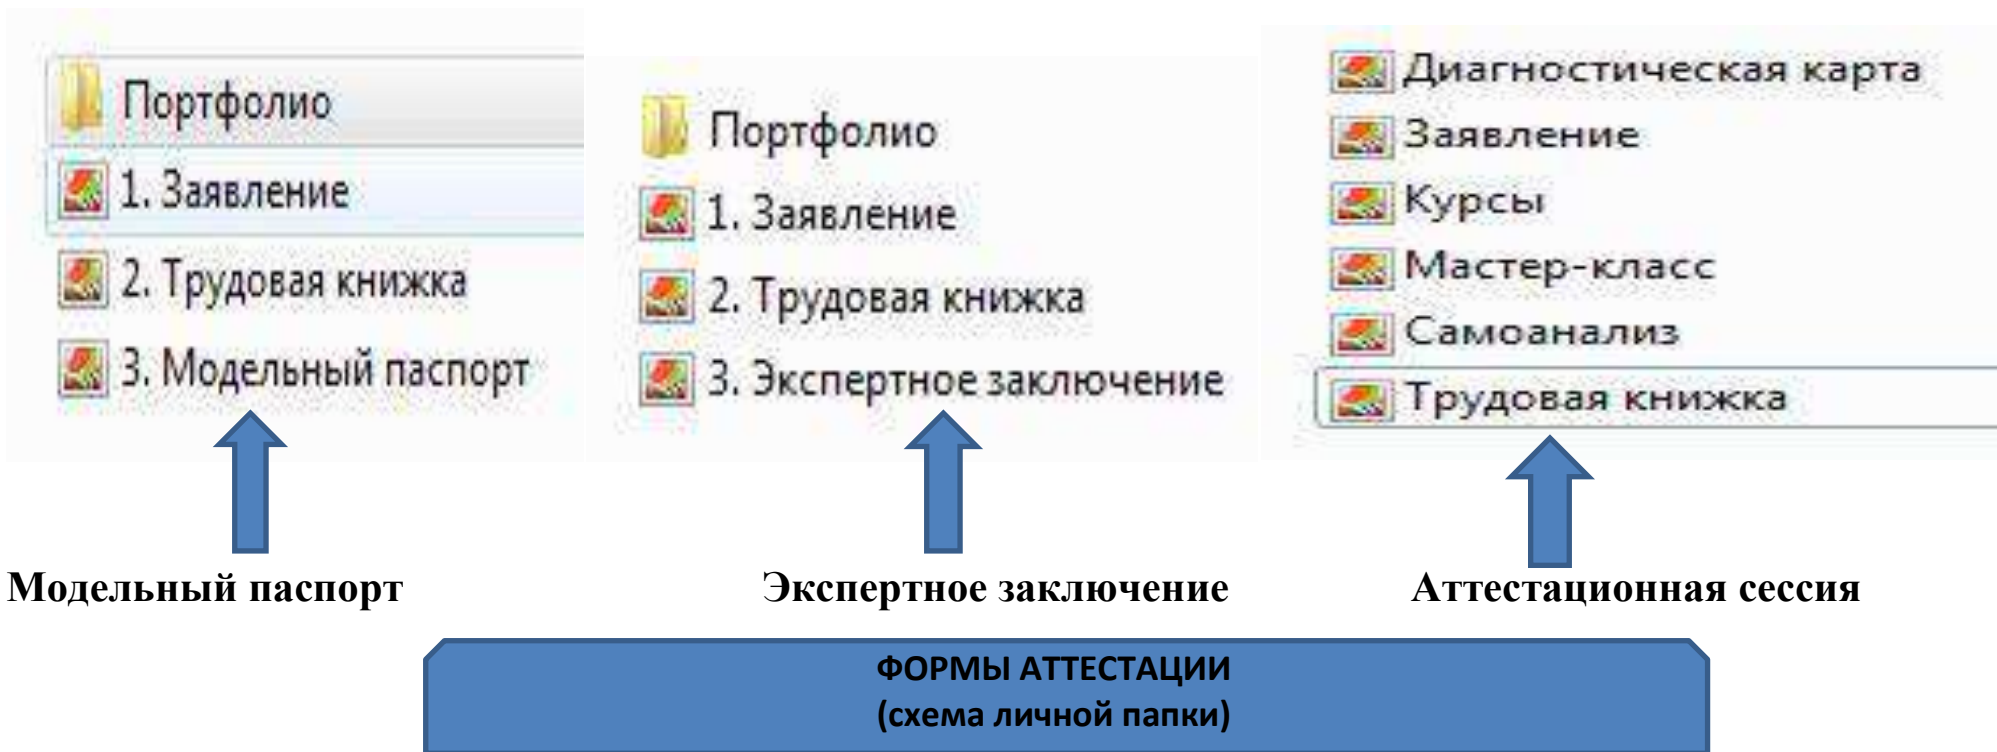 Портфолио
1. Заявление
2. Трудовая книжка
3. Модельный паспорт
Портфолио
1. Заявление
2. Трудовая книжка
3. Экспертное заключение
Диагностическая карта
Заявление
Курсы
Мастер-класс
Самоанализ
Трудовая книжка
Модельный паспорт
Экспертное заключение
Аттестационная сессия
ФОРМЫ АТТЕСТАЦИИ
(схема личной папки)